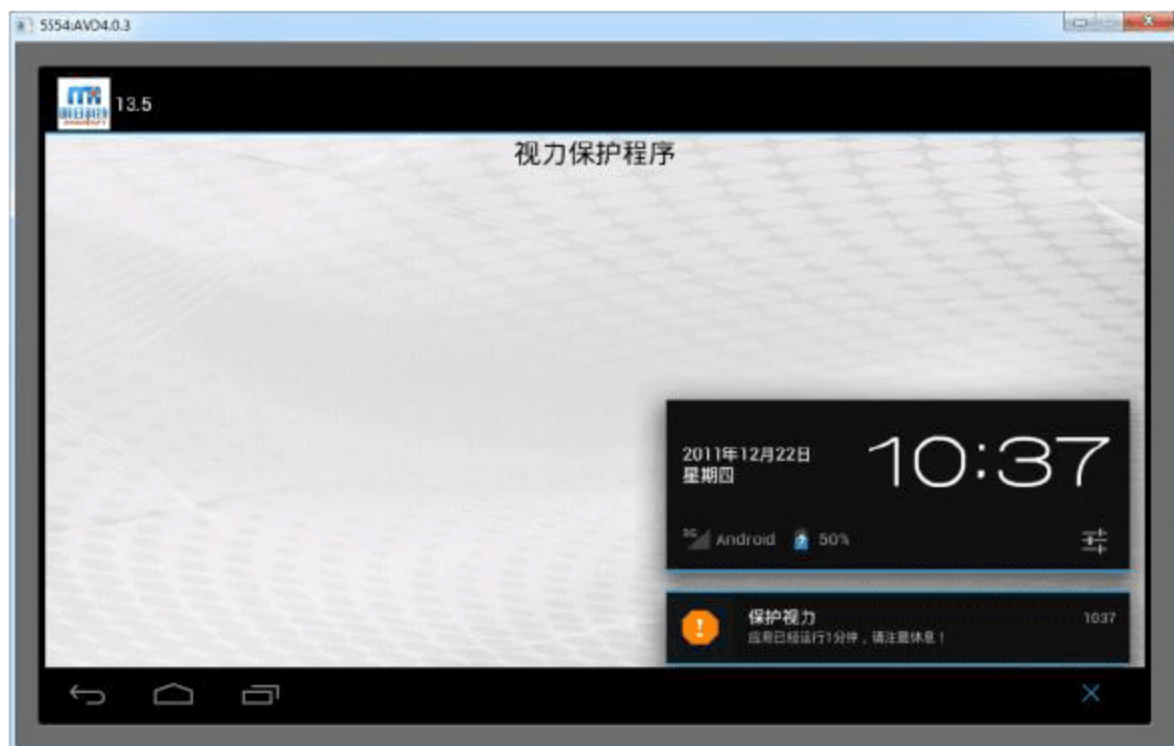 5554:AVD4.0.3
13.5
视力保护程序
2011年12月22日
星期四
10:37
3G Android 50%
保护视力
1037
应用已经运行1分钟，请注意休息！